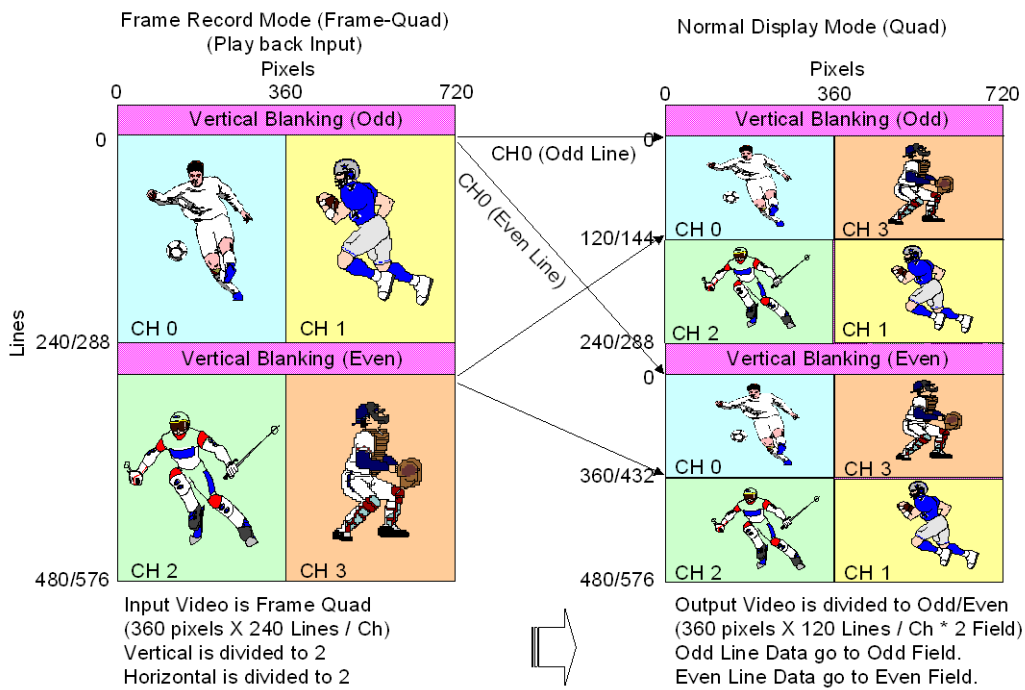 Frame Record Mode (Frame-Quad)
(Play back Input)
Pixels
0 360 720
Vertical Blanking (Odd)
0
CH 0
CH 1
Lines
240/288
Vertical Blanking (Even)
CH 2
CH 3
480/576
Input Video is Frame Quad
(360 pixels X 240 Lines / Ch)
Vertical is divided to 2
Horizontal is divided to 2
CH0 (Odd Line)
CH0 (Even Line)
Normal Display Mode (Quad)
Pixels
0 360 720
Vertical Blanking (Odd)
0
CH 0
CH 3
120/144
CH 2
CH 1
240/288
Vertical Blanking (Even)
0
CH 0
CH 3
360/432
CH 2
CH 1
480/576
Output Video is divided to Odd/Even
(360 pixels X 120 Lines / Ch * 2 Field)
Odd Line Data go to Odd Field.
Even Line Data go to Even Field.